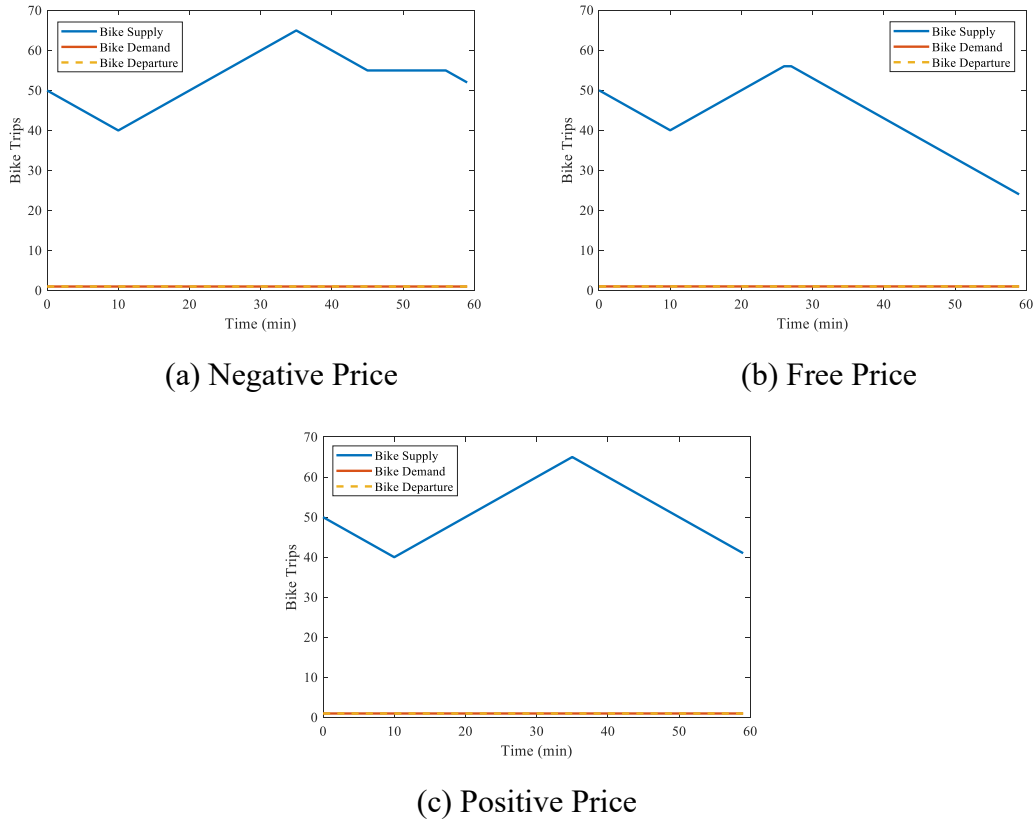 70
60
50
40
30
20
10
0
Bike Trips
Bike Supply
Bike Demand
Bike Departure
0 10 20 30 40 50 60
Time (min)
(a) Negative Price
70
60
50
40
30
20
10
0
Bike Trips
Bike Supply
Bike Demand
Bike Departure
0 10 20 30 40 50 60
Time (min)
(b) Free Price
70
60
50
40
30
20
10
0
Bike Trips
Bike Supply
Bike Demand
Bike Departure
0 10 20 30 40 50 60
Time (min)
(c) Positive Price